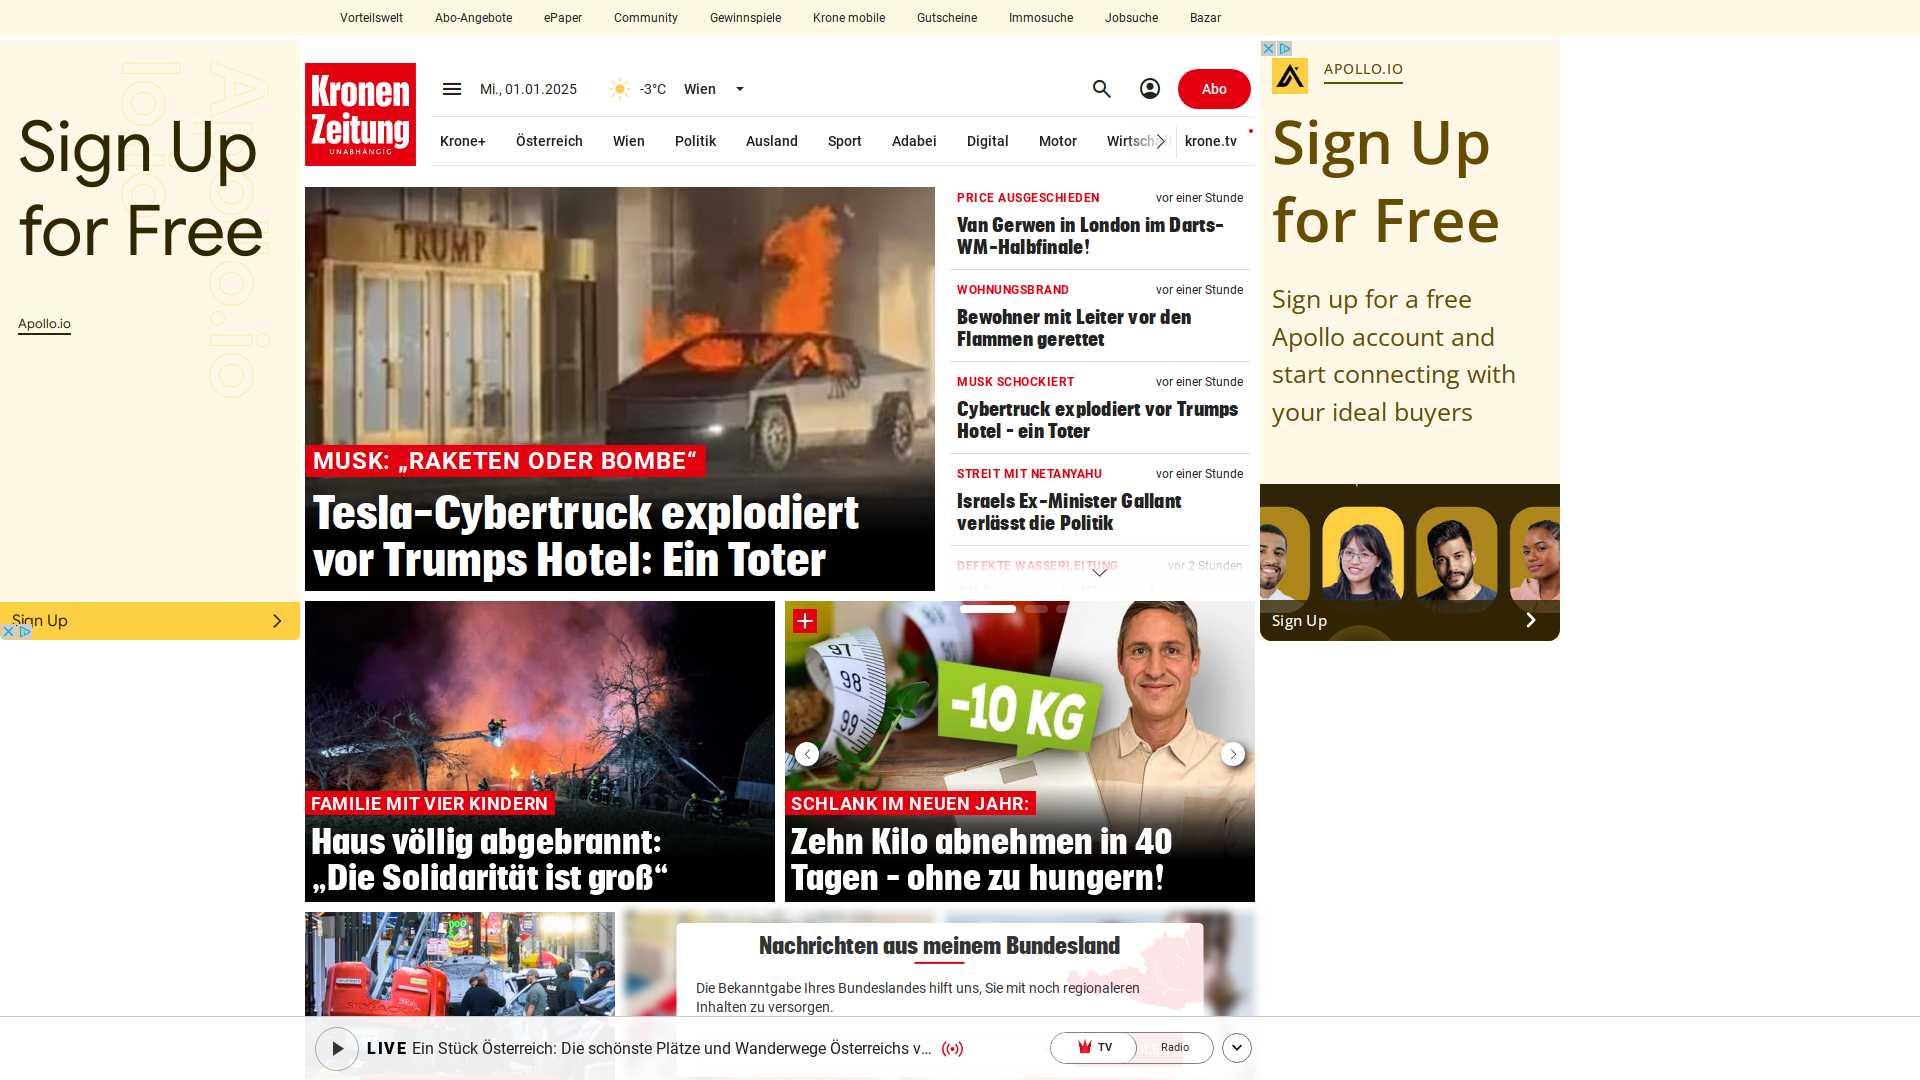 Vorteilswelt
Abo-Angebote
ePaper
Community
Gewinnspiele
Krone mobile
Gutscheine
Immosuche
Jobsuche
Bazar
Apollo.io
Sign Up
for Free
Apollo.io
Sign Up
Kronen
Zeitung
UNABHÄNGIG
Mi., 01.01.2025
-3°C
Wien
Abo
Krone+
Österreich
Wien
Politik
Ausland
Sport
Adabei
Digital
Motor
Wirtschaft
krone.tv
TRUMP
MUSK: „RAKETEN ODER BOMBE“
Tesla-Cybertruck explodiert
vor Trumps Hotel: Ein Toter
PRICE AUSGESCHIEDEN
vor einer Stunde
Van Gerwen in London im Darts-
WM-Halbfinale!
WOHNUNGSBRAND
vor einer Stunde
Bewohner mit Leiter vor den
Flammen gerettet
MUSK SCHOCKIERT
vor einer Stunde
Cybertruck explodiert vor Trumps
Hotel - ein Toter
STREIT MIT NETANYAHU
vor einer Stunde
Israels Ex-Minister Gallant
verlässt die Politik
DEFEKTE WASSERLEITUNG
vor 2 Stunden
APOLLO.IO
Sign Up
for Free
Sign up for a free
Apollo account and
start connecting with
your ideal buyers
Sign Up
FAMILIE MIT VIER KINDERN
Haus völlig abgebrannt:
„Die Solidarität ist groß“
97
98
99
-10 KG
SCHLANK IM NEUEN JAHR:
Zehn Kilo abnehmen in 40
Tagen - ohne zu hungern!
Nachrichten aus meinem Bundesland
Die Bekanntgabe Ihres Bundeslandes hilft uns, Sie mit noch regionaleren
Inhalten zu versorgen.
LIVE Ein Stück Österreich: Die schönste Plätze und Wanderwege Österreichs v...
TV
Radio